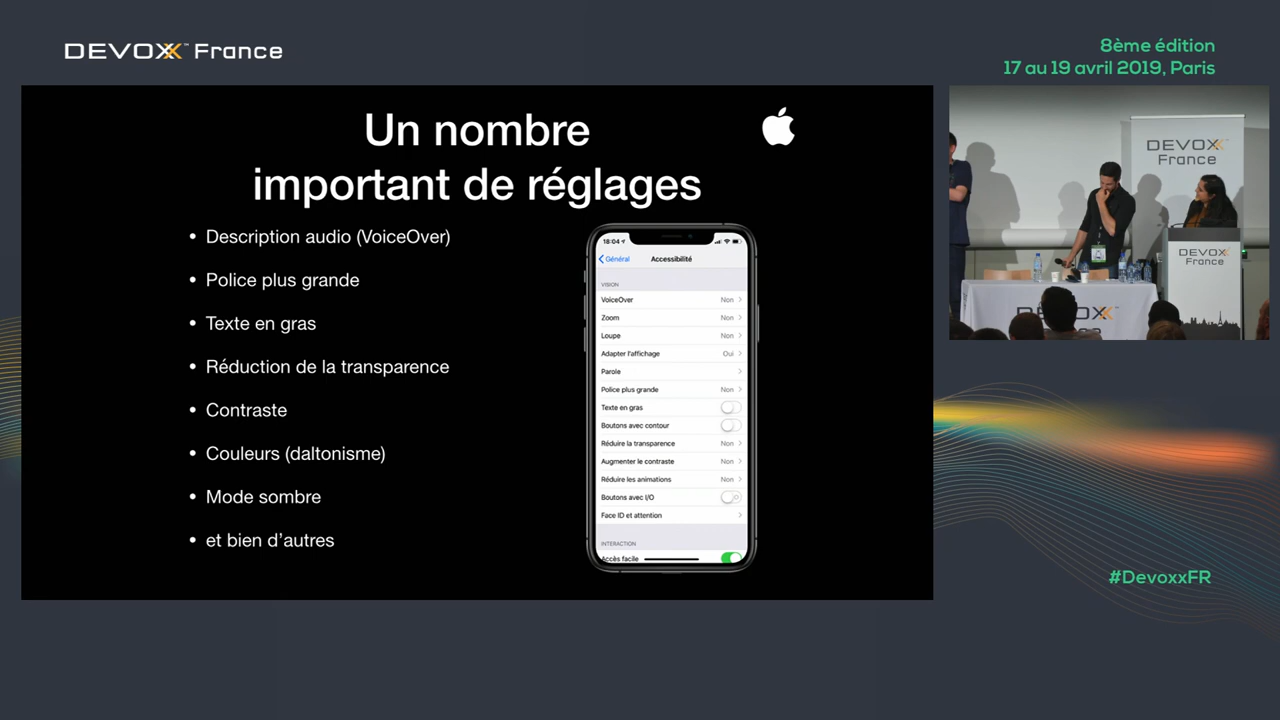 DEVOXX™ France
8ème édition
17 au 19 avril 2019, Paris
Un nombre
important de réglages
• Description audio (VoiceOver)
• Police plus grande
• Texte en gras
• Réduction de la transparence
• Contraste
• Couleurs (daltonisme)
• Mode sombre
• et bien d'autres
18:04
Général
Accessibilité
VISION
VoiceOver Non
Zoom Non
Loupe Non
Adapter l'affichage Oui
Parole
Police plus grande Non
Texte en gras
Boutons avec contour
Réduire la transparence Non
Augmenter le contraste Non
Réduire les animations Non
Boutons avec I/O
Face ID et attention
INTERACTION
Accès facile
DEVOXX
France
DEVOXX
France
DEVOXX
#DevoxxFR